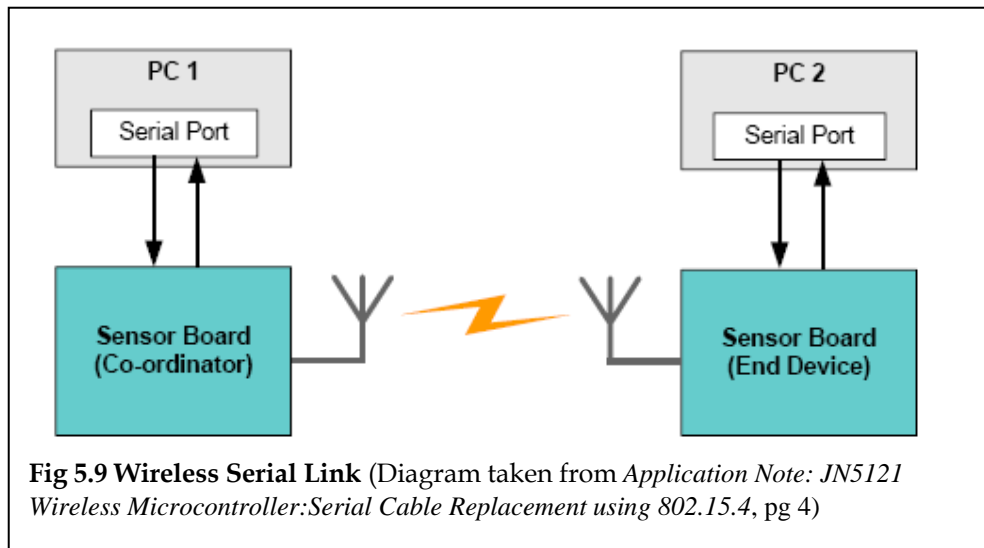 PC 1
Serial Port
PC 2
Serial Port
Sensor Board
(Co-ordinator)
Sensor Board
(End Device)
Fig 5.9 Wireless Serial Link (Diagram taken from Application Note: JN5121
Wireless Microcontroller:Serial Cable Replacement using 802.15.4, pg 4)